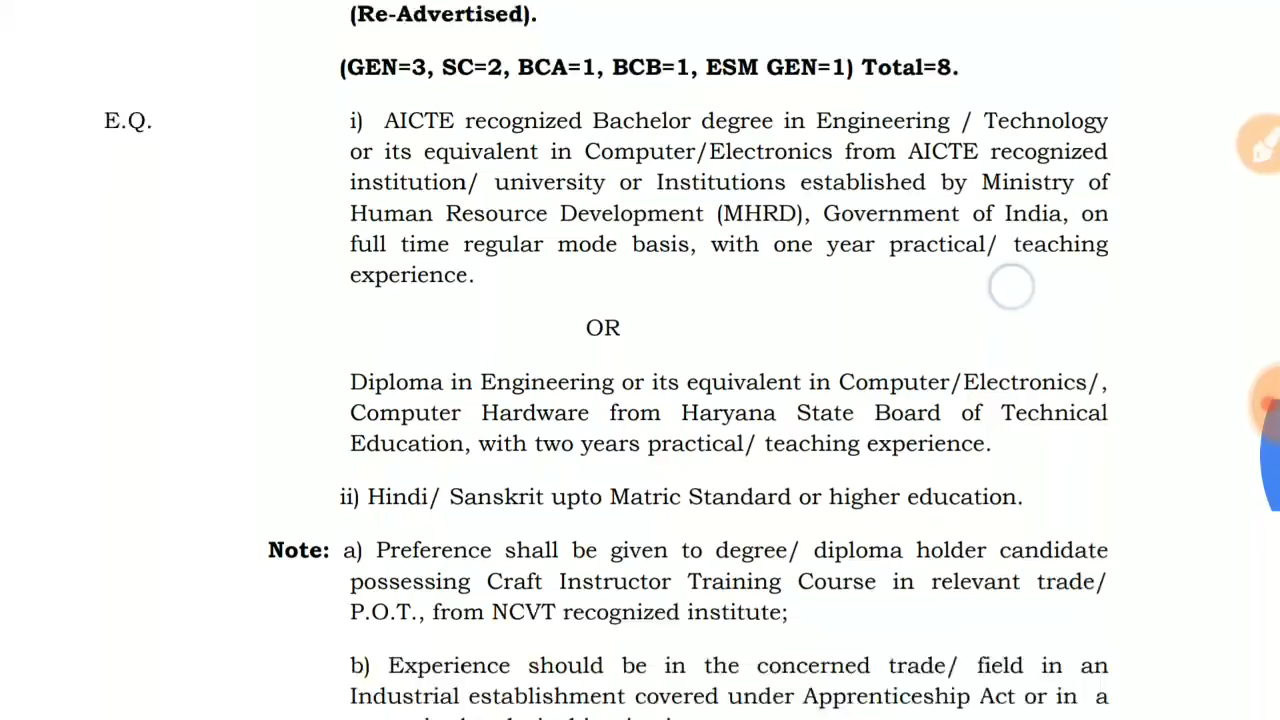 (Re-Advertised).
(GEN=3, SC=2, BCA=1, BCB=1, ESM GEN=1) Total=8.
E.Q. i) AICTE recognized Bachelor degree in Engineering / Technology
or its equivalent in Computer/Electronics from AICTE recognized
institution/ university or Institutions established by Ministry of
Human Resource Development (MHRD), Government of India, on
full time regular mode basis, with one year practical/ teaching
experience.
OR
Diploma in Engineering or its equivalent in Computer/Electronics/,
Computer Hardware from Haryana State Board of Technical
Education, with two years practical/ teaching experience.
ii) Hindi/ Sanskrit upto Matric Standard or higher education.
Note: a) Preference shall be given to degree/ diploma holder candidate
possessing Craft Instructor Training Course in relevant trade/
P.O.T., from NCVT recognized institute;
b) Experience should be in the concerned trade/ field in an
Industrial establishment covered under Apprenticeship Act or in a